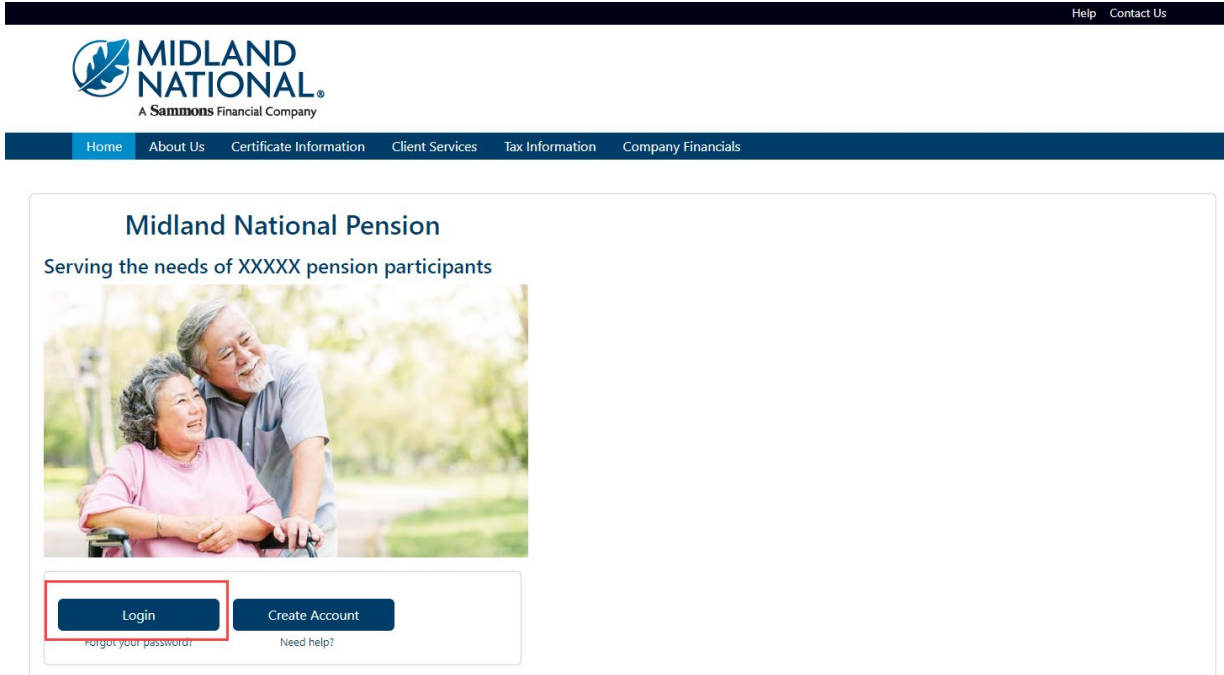 Help Contact Us
MIDLAND
NATIONAL®
A Sammons Financial Company
Home About Us Certificate Information Client Services Tax Information Company Financials
Midland National Pension
Serving the needs of XXXXX pension participants
Login Create Account
Forgot your password? Need help?